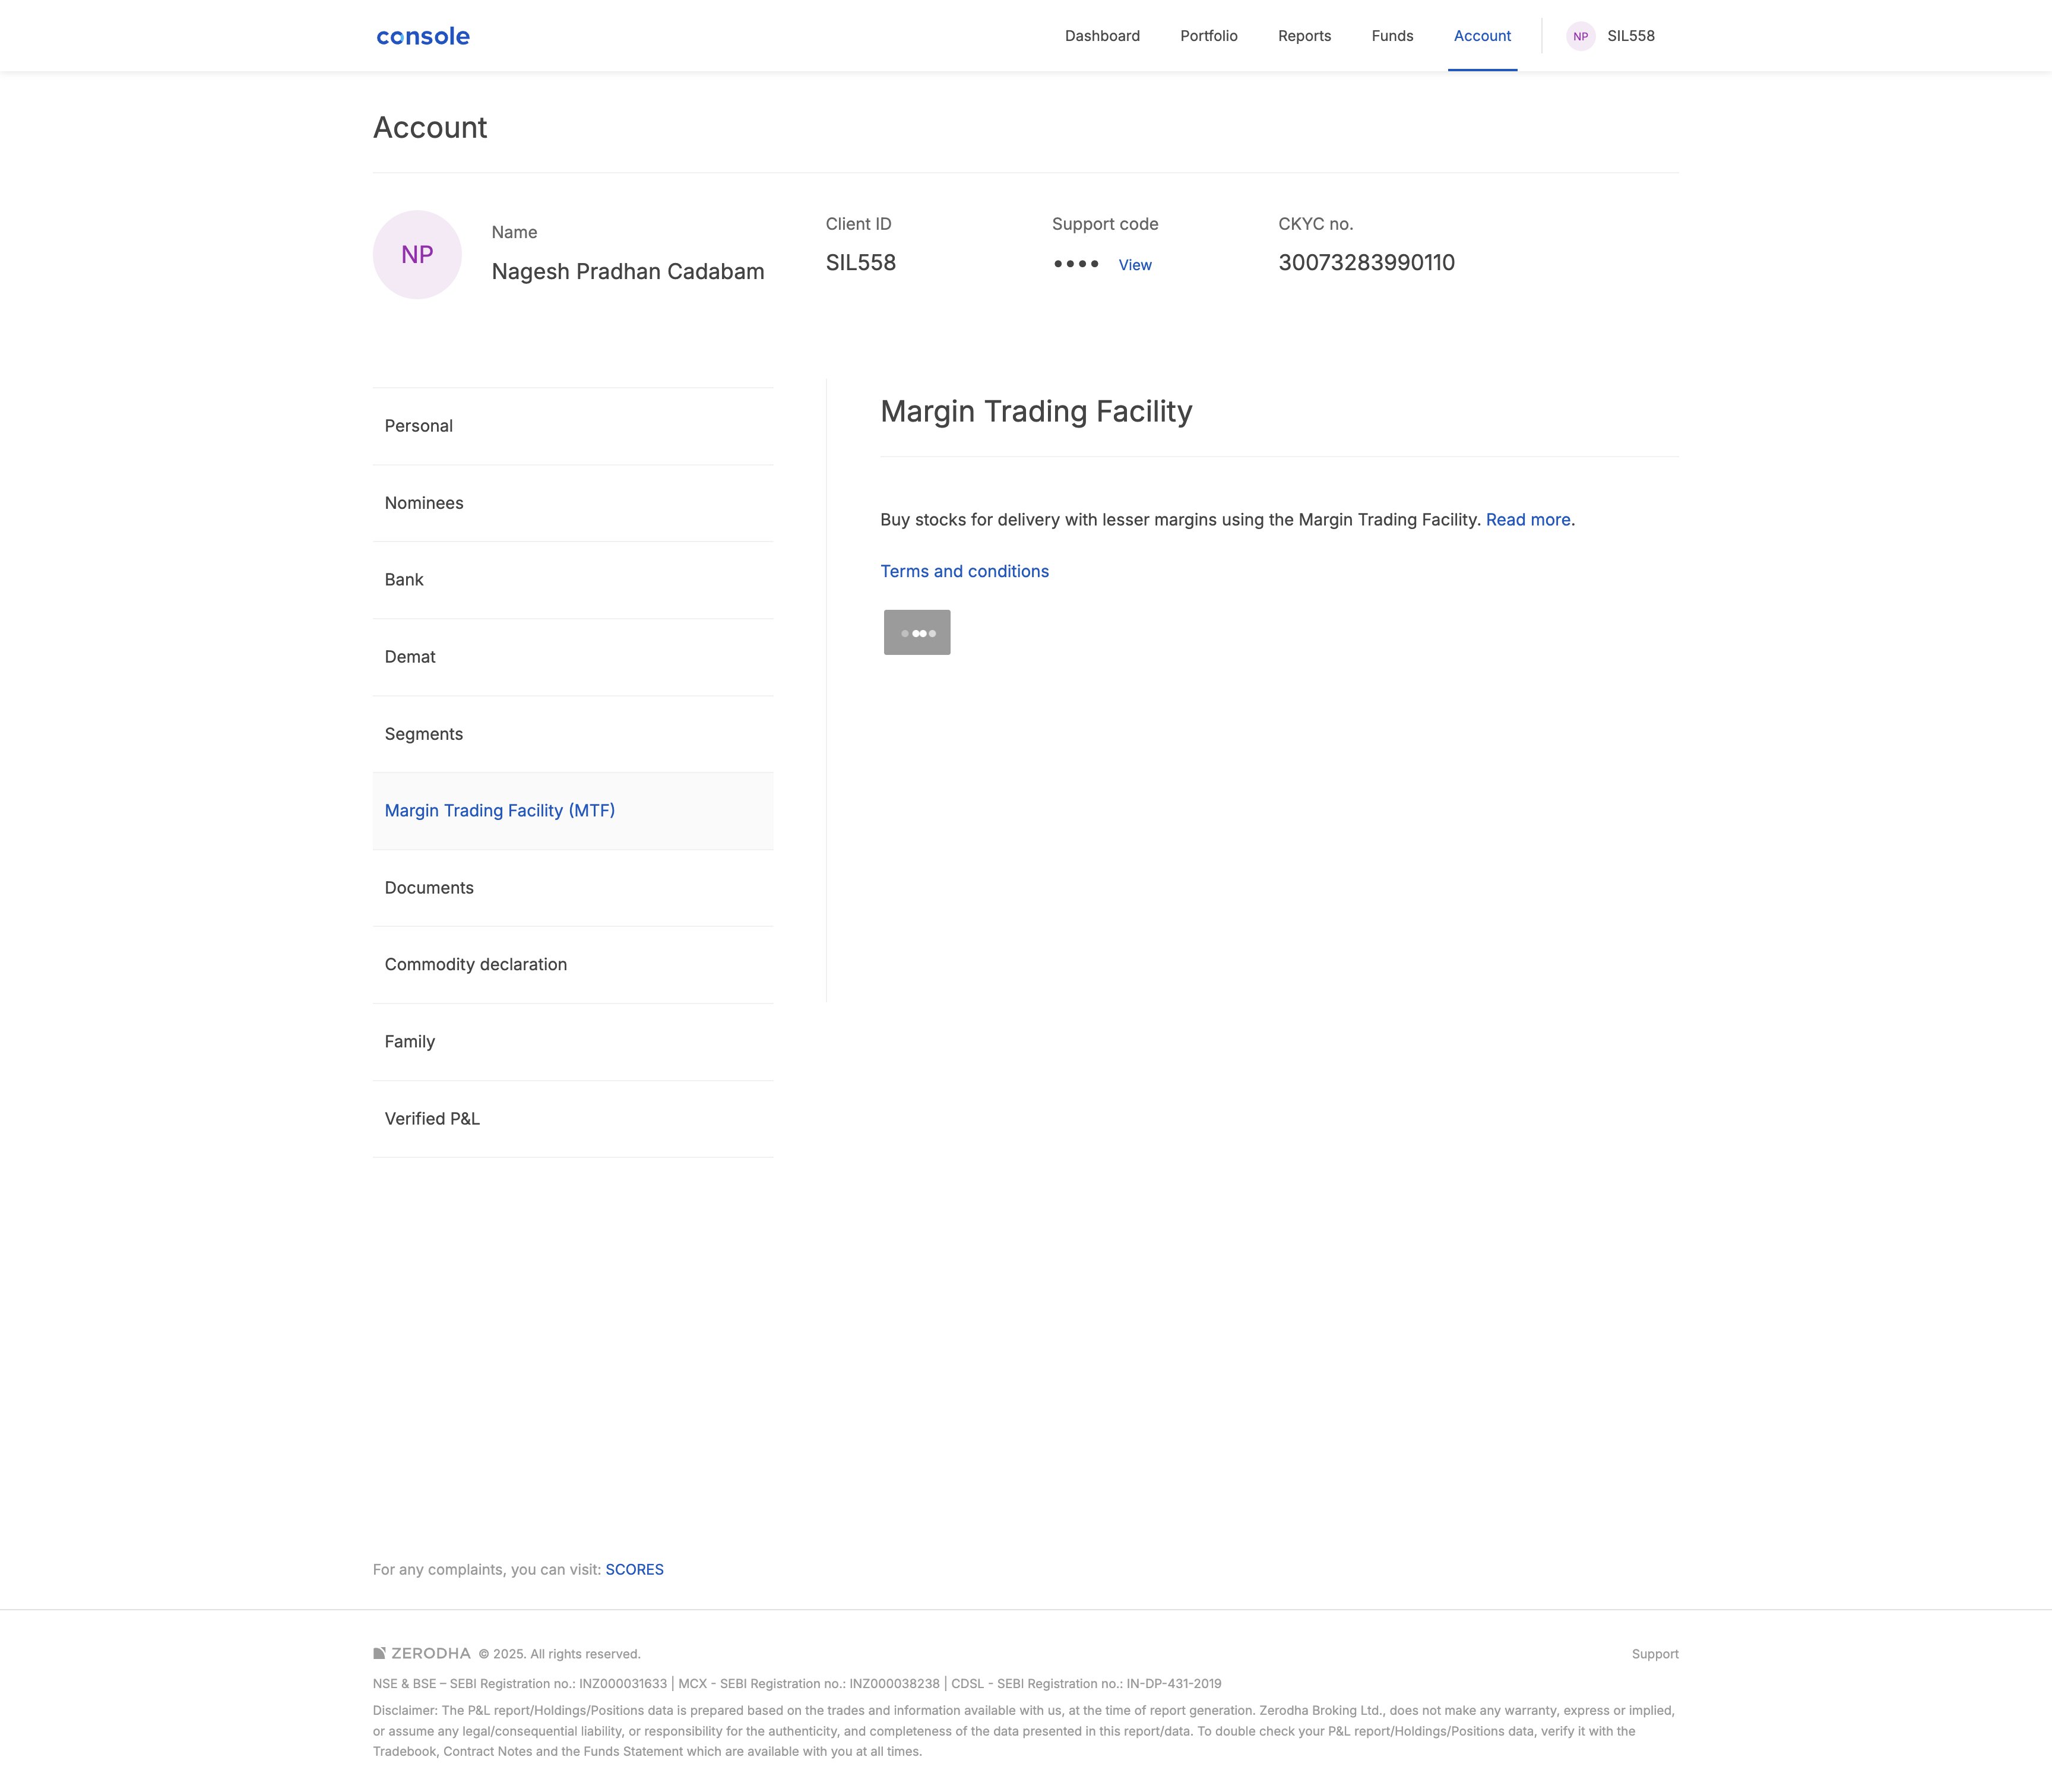 console
Dashboard
Portfolio
Reports
Funds
Account
NP
SIL558
Account
NP
Name
Nagesh Pradhan Cadabam
Client ID
SIL558
Support code
•••• View
CKYC no.
30073283990110
Personal
Nominees
Bank
Demat
Segments
Margin Trading Facility (MTF)
Documents
Commodity declaration
Family
Verified P&L
Margin Trading Facility
Buy stocks for delivery with lesser margins using the Margin Trading Facility. Read more.
Terms and conditions
For any complaints, you can visit: SCORES
ZERODHA © 2025. All rights reserved.
Support
NSE & BSE – SEBI Registration no.: INZ000031633 | MCX - SEBI Registration no.: INZ000038238 | CDSL - SEBI Registration no.: IN-DP-431-2019
Disclaimer: The P&L report/Holdings/Positions data is prepared based on the trades and information available with us, at the time of report generation. Zerodha Broking Ltd., does not make any warranty, express or implied,
or assume any legal/consequential liability, or responsibility for the authenticity, and completeness of the data presented in this report/data. To double check your P&L report/Holdings/Positions data, verify it with the
Tradebook, Contract Notes and the Funds Statement which are available with you at all times.